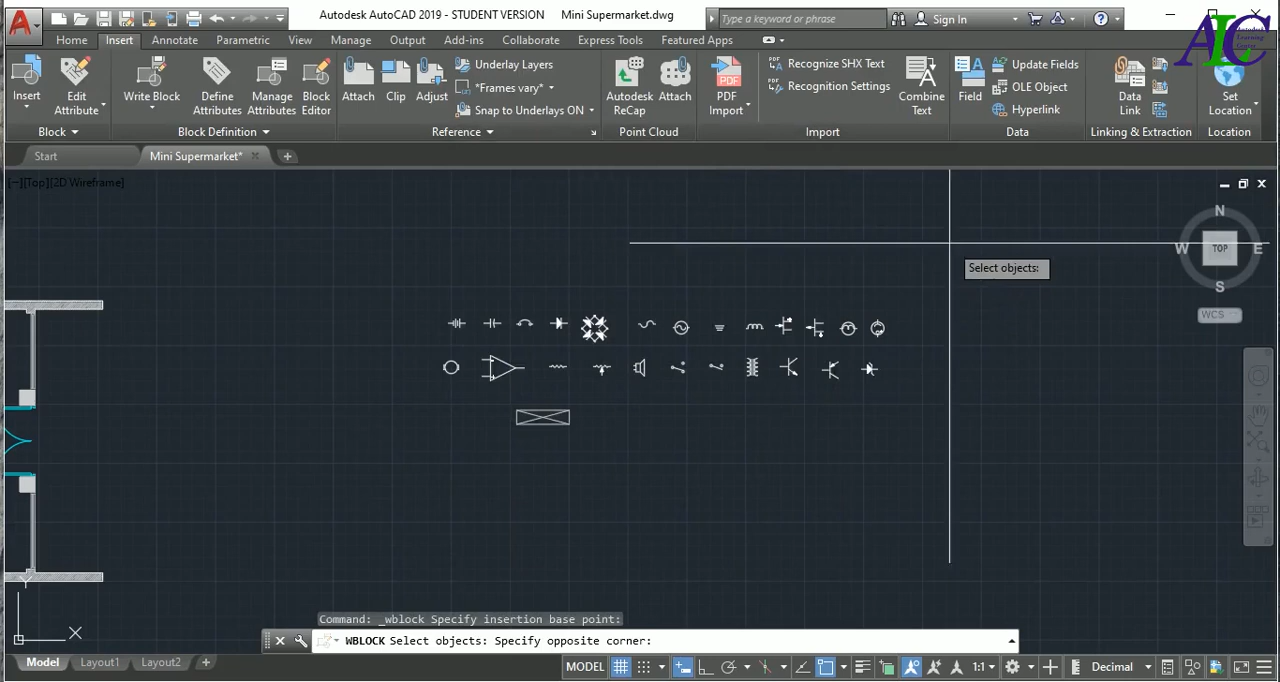 Autodesk AutoCAD 2019 - STUDENT VERSION Mini Supermarket.dwg Type a keyword or phrase Sign In
Home Insert Annotate Parametric View Manage Output Add-ins Collaborate Express Tools Featured Apps
AIC
Autodesk
Learning
Center
Insert
Edit
Attribute
Block
Write Block
Define
Attributes
Manage
Attributes
Block
Editor
Block Definition
Attach
Clip
Adjust
Underlay Layers
*Frames vary*
Snap to Underlays ON
Reference
Autodesk
ReCap
Attach
Point Cloud
PDF
Import
Recognize SHX Text
Recognition Settings
Combine
Text
Import
Field
Update Fields
OLE Object
Hyperlink
Data
Data
Link
Linking & Extraction
Set
Location
Location
Start Mini Supermarket* +
[−][Top][2D Wireframe]
N
W TOP E
S
WCS
Select objects:
X
Command: _wblock Specify insertion base point:
WBLOCK Select objects: Specify opposite corner:
Model Layout1 Layout2 + MODEL 1:1 Decimal